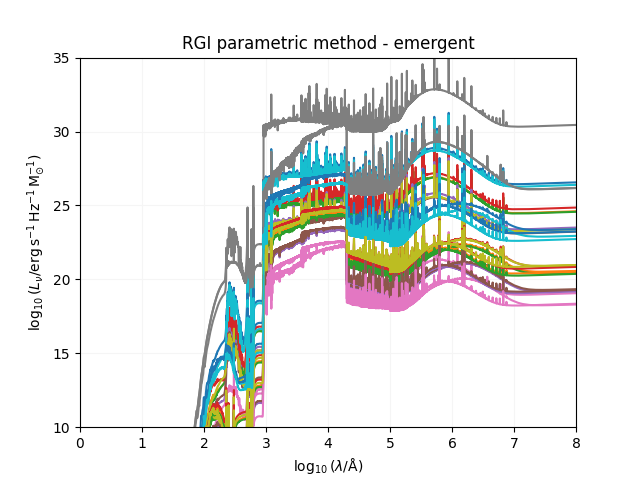 RGI parametric method - emergent
log₁₀ (Lᵥ/erg s⁻¹ Hz⁻¹ M⊙⁻¹)
35
30
25
20
15
10
0 1 2 3 4 5 6 7 8
log₁₀ (λ/Å)